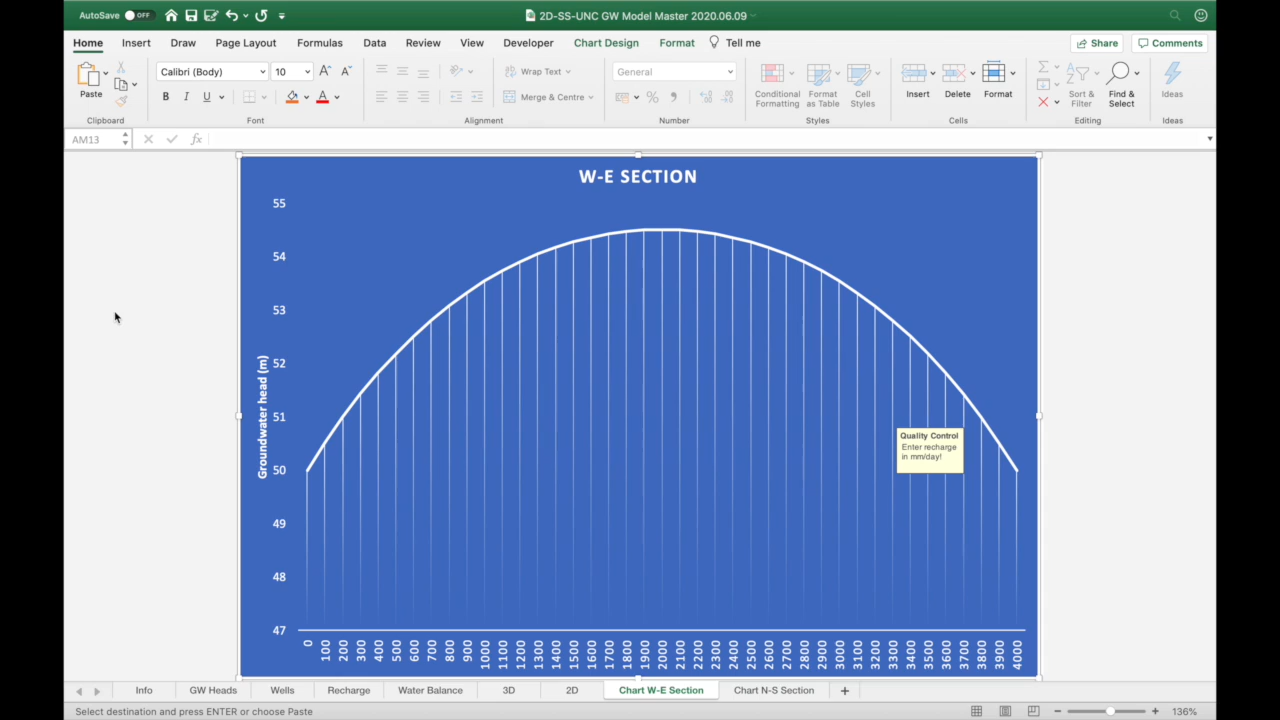 AutoSave OFF
2D-SS-UNC GW Model Master 2020.06.09
Home Insert Draw Page Layout Formulas Data Review View Developer Chart Design Format Tell me
Share Comments
Paste
Calibri (Body) 10 A A
B I U A
Wrap Text
Merge & Centre
General
%
Conditional Formatting
Format as Table
Cell Styles
Insert
Delete
Format
Sort & Filter
Find & Select
Ideas
Clipboard Font Alignment Number Styles Cells Editing Ideas
AM13 fx
W-E SECTION
55
54
53
52
51
50
49
48
47
Groundwater head (m)
Quality Control
Enter recharge
in mm/day!
0 100 200 300 400 500 600 700 800 900 1000 1100 1200 1300 1400 1500 1600 1700 1800 1900 2000 2100 2200 2300 2400 2500 2600 2700 2800 2900 3000 3100 3200 3300 3400 3500 3600 3700 3800 3900 4000
Info GW Heads Wells Recharge Water Balance 3D 2D Chart W-E Section Chart N-S Section +
Select destination and press ENTER or choose Paste
136%